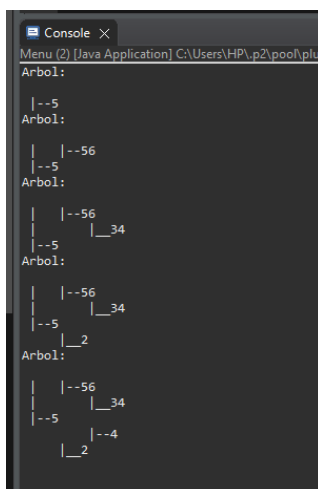 Console
Menu (2) [Java Application] C:\Users\HP\.p2\pool\plu
Arbol:
|--5
Arbol:
|   |--56
|--5
Arbol:
|   |--56
|       |__34
|--5
Arbol:
|   |--56
|       |__34
|--5
    |__2
Arbol:
|   |--56
|       |__34
|--5
        |--4
    |__2